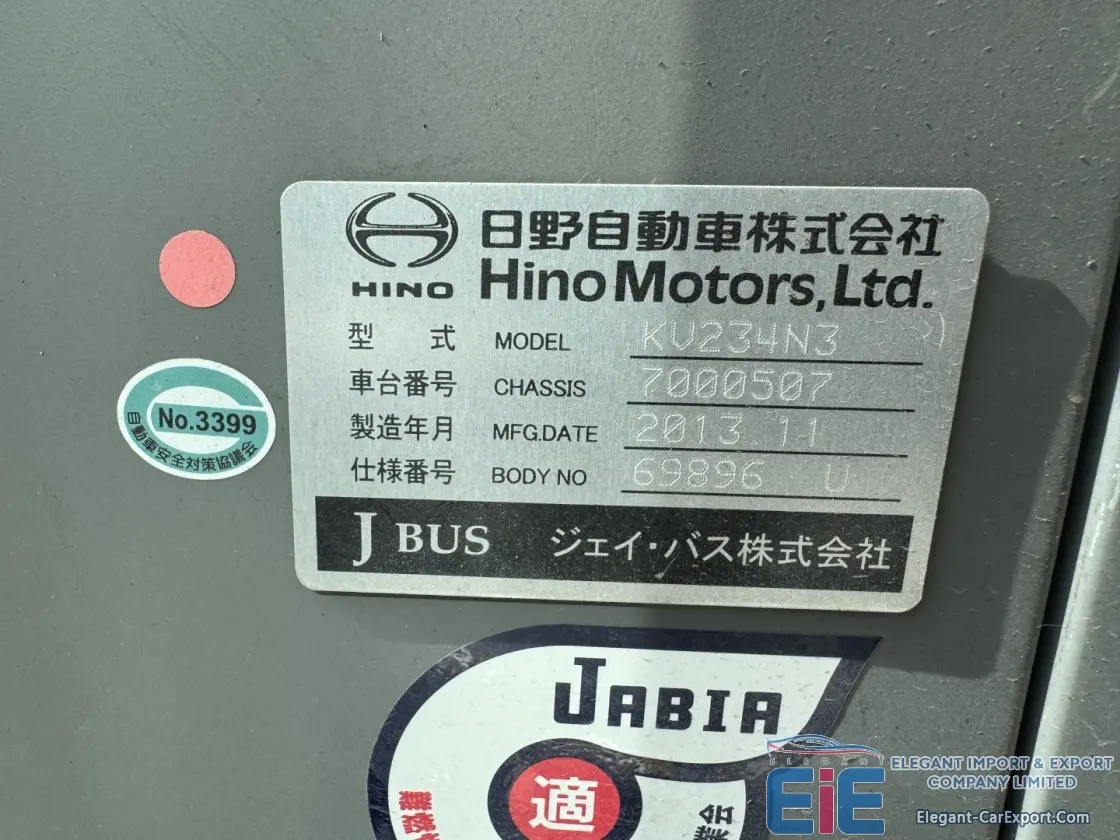 日野自動車株式会社
HINO
Hino Motors, Ltd.
型 式 MODEL KV234N3
車台番号 CHASSIS 7000507
製造年月 MFG.DATE 2013.11
仕様番号 BODY NO 69896 U
J BUS ジェイ・バス株式会社
No.3399
自動車安全対策協議会
JABIA
適
ELEGANT
EiE
ELEGANT IMPORT & EXPORT
COMPANY LIMITED
Elegant-CarExport.Com